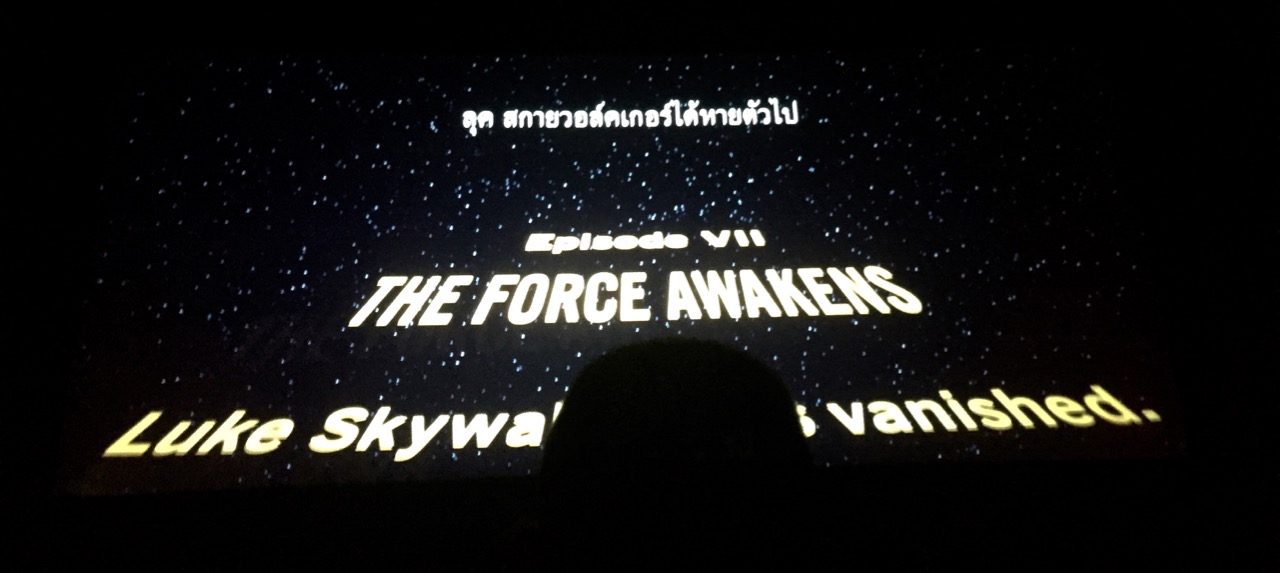 ลุค สกายวอล์คเกอร์ได้หายตัวไป
Episode VII
THE FORCE AWAKENS
Luke vanished.